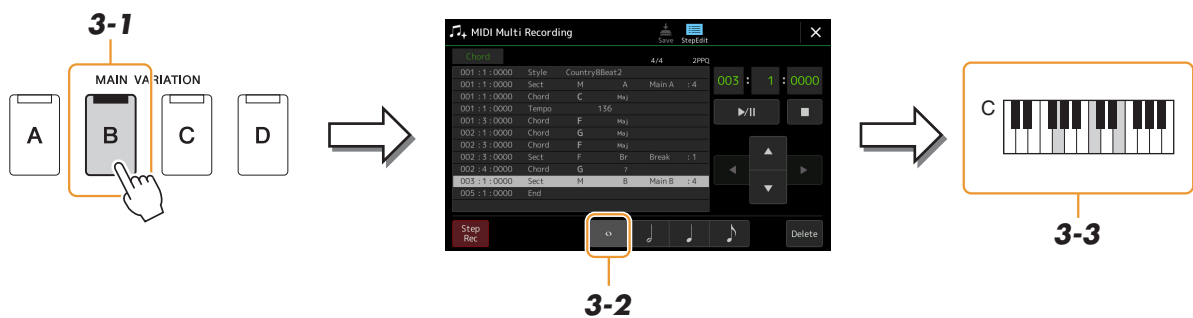 3-1
MAIN VARIATION
A B C D
MIDI Multi Recording Save StepEdit
Chord 4/4 2PPQ
001 : 1 : 0000 Style Country8Beat2
001 : 1 : 0000 Sect M A Main A : 4
001 : 1 : 0000 Chord C Maj
001 : 1 : 0000 Tempo 136
001 : 3 : 0000 Chord F Maj
002 : 1 : 0000 Chord G Maj
002 : 3 : 0000 Chord F Maj
002 : 3 : 0000 Sect F Br Break : 1
002 : 4 : 0000 Chord G 7
003 : 1 : 0000 Sect M B Main B : 4
005 : 1 : 0000 End
003 : 1 : 0000
Step
Rec
Delete
3-2
C
3-3